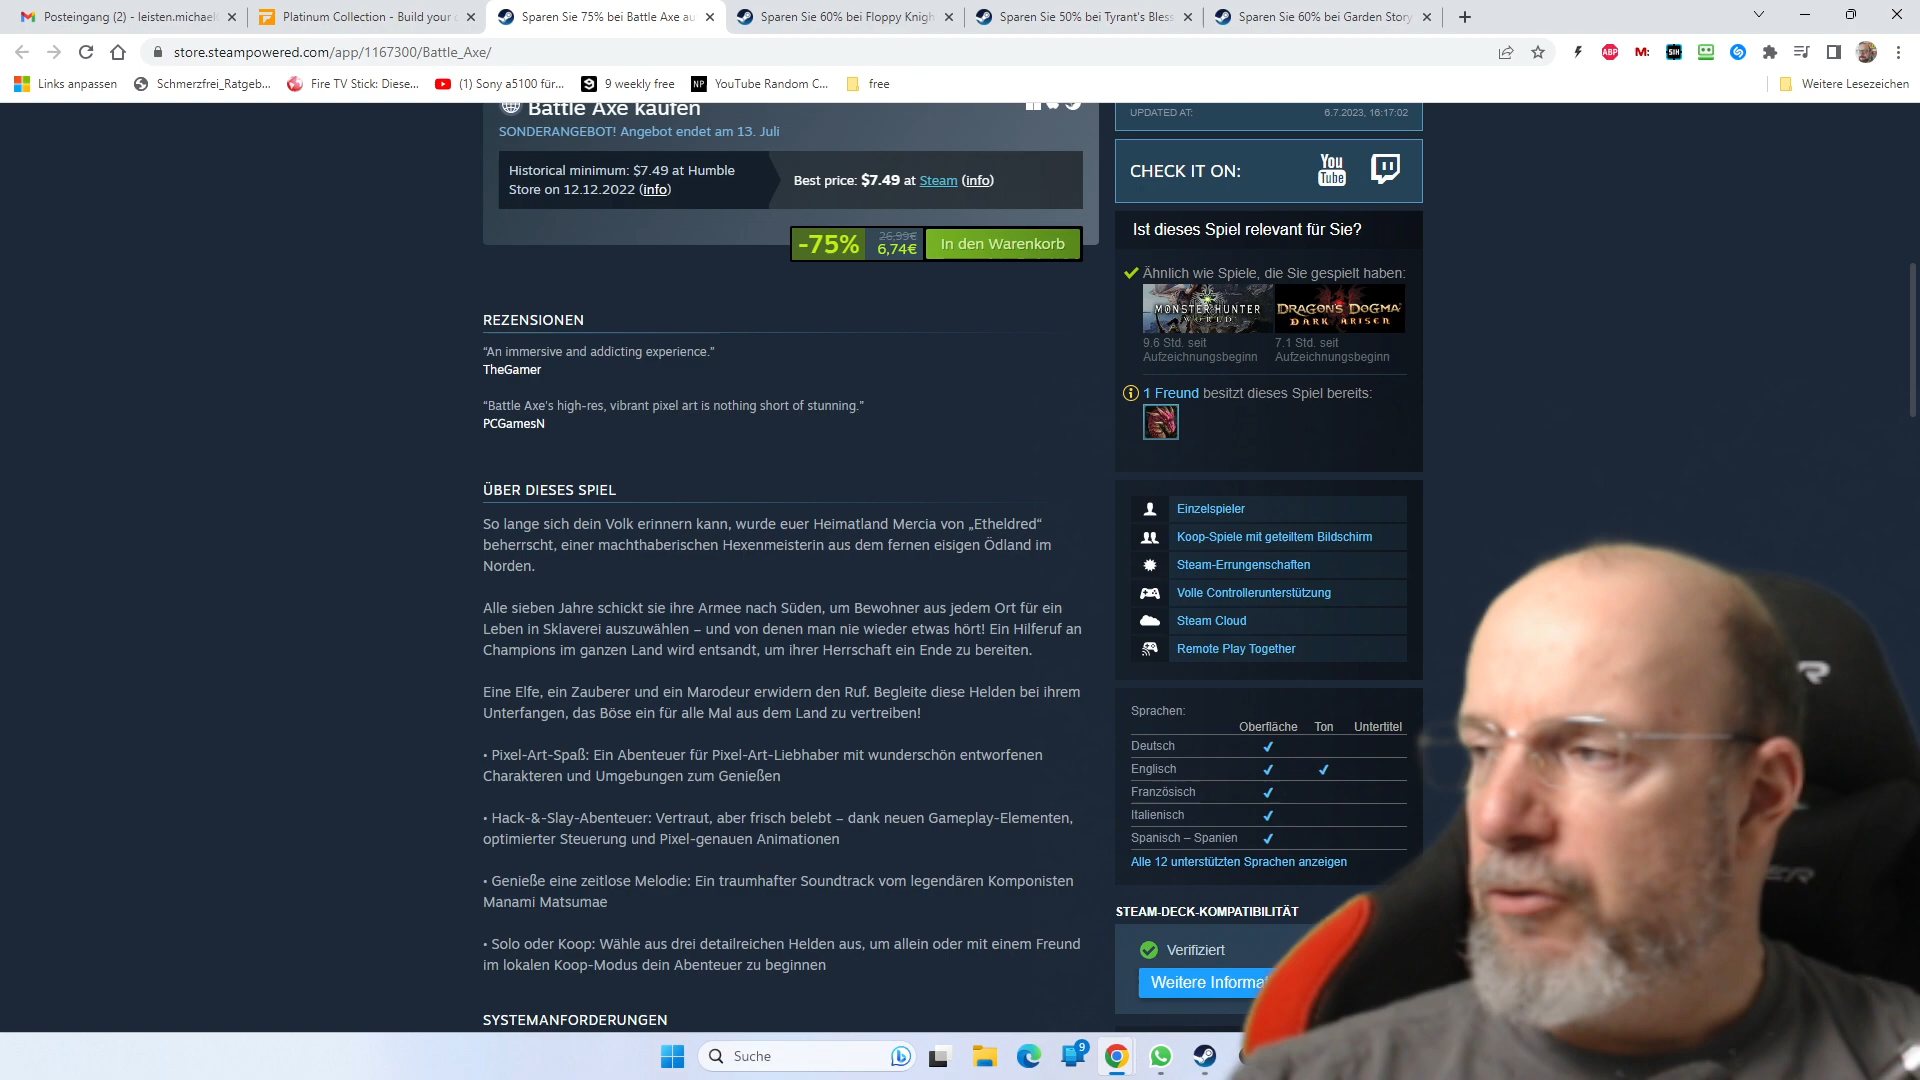 Posteingang (2) - leisten.michael
Platinum Collection - Build your o
Sparen Sie 75% bei Battle Axe au
Sparen Sie 60% bei Floppy Knigh
Sparen Sie 50% bei Tyrant's Bless
Sparen Sie 60% bei Garden Story
store.steampowered.com/app/1167300/Battle_Axe/
Links anpassen
Schmerzfrei_Ratgeb...
Fire TV Stick: Diese...
(1) Sony a5100 für...
9 weekly free
YouTube Random C...
free
Weitere Lesezeichen
Battle Axe kaufen
SONDERANGEBOT! Angebot endet am 13. Juli
Historical minimum: $7.49 at Humble
Store on 12.12.2022 (info)
Best price: $7.49 at Steam (info)
-75%
26,99€
6,74€
In den Warenkorb
REZENSIONEN
“An immersive and addicting experience.”
TheGamer
“Battle Axe's high-res, vibrant pixel art is nothing short of stunning.”
PCGamesN
ÜBER DIESES SPIEL
So lange sich dein Volk erinnern kann, wurde euer Heimatland Mercia von „Etheldred“
beherrscht, einer machthaberischen Hexenmeisterin aus dem fernen eisigen Ödland im
Norden.
Alle sieben Jahre schickt sie ihre Armee nach Süden, um Bewohner aus jedem Ort für ein
Leben in Sklaverei auszuwählen – und von denen man nie wieder etwas hört! Ein Hilferuf an
Champions im ganzen Land wird entsandt, um ihrer Herrschaft ein Ende zu bereiten.
Eine Elfe, ein Zauberer und ein Marodeur erwidern den Ruf. Begleite diese Helden bei ihrem
Unterfangen, das Böse ein für alle Mal aus dem Land zu vertreiben!
• Pixel-Art-Spaß: Ein Abenteuer für Pixel-Art-Liebhaber mit wunderschön entworfenen
Charakteren und Umgebungen zum Genießen
• Hack-&-Slay-Abenteuer: Vertraut, aber frisch belebt – dank neuen Gameplay-Elementen,
optimierter Steuerung und Pixel-genauen Animationen
• Genieße eine zeitlose Melodie: Ein traumhafter Soundtrack vom legendären Komponisten
Manami Matsumae
• Solo oder Koop: Wähle aus drei detailreichen Helden aus, um allein oder mit einem Freund
im lokalen Koop-Modus dein Abenteuer zu beginnen
SYSTEMANFORDERUNGEN
UPDATED AT:
6.7.2023, 16:17:02
CHECK IT ON:
You
Tube
Ist dieses Spiel relevant für Sie?
Ähnlich wie Spiele, die Sie gespielt haben:
MONSTER HUNTER
WORLD
DRAGON'S DOGMA
DARK ARISEN
9.6 Std. seit
Aufzeichnungsbeginn
7.1 Std. seit
Aufzeichnungsbeginn
1 Freund besitzt dieses Spiel bereits:
Einzelspieler
Koop-Spiele mit geteiltem Bildschirm
Steam-Errungenschaften
Volle Controllerunterstützung
Steam Cloud
Remote Play Together
Sprachen:
Oberfläche Ton Untertitel
Deutsch
Englisch
Französisch
Italienisch
Spanisch – Spanien
Alle 12 unterstützten Sprachen anzeigen
STEAM-DECK-KOMPATIBILITÄT
Verifiziert
Weitere Informa
Suche
9